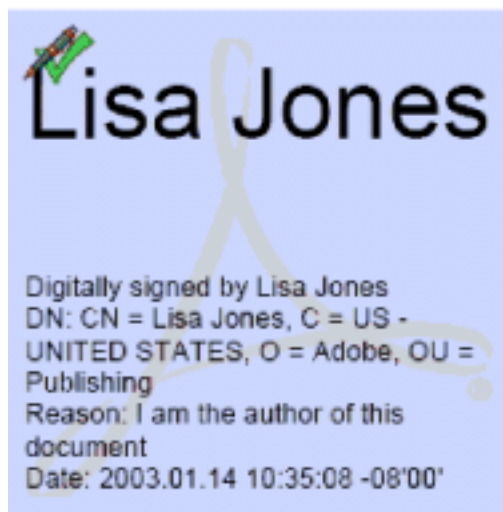 Lisa Jones
Digitally signed by Lisa Jones
DN: CN = Lisa Jones, C = US -
UNITED STATES, O = Adobe, OU =
Publishing
Reason: I am the author of this
document
Date: 2003.01.14 10:35:08 -08'00'